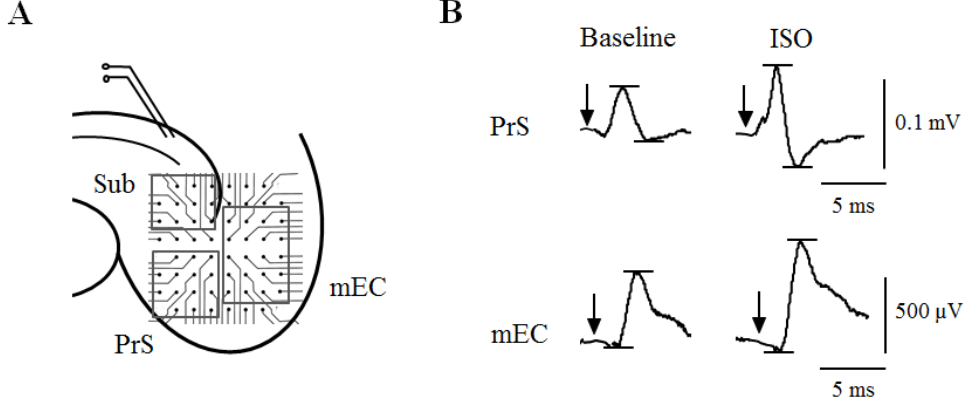 A
B
Baseline
ISO
PrS
0.1 mV
5 ms
Sub
mEC
PrS
mEC
500 µV
5 ms